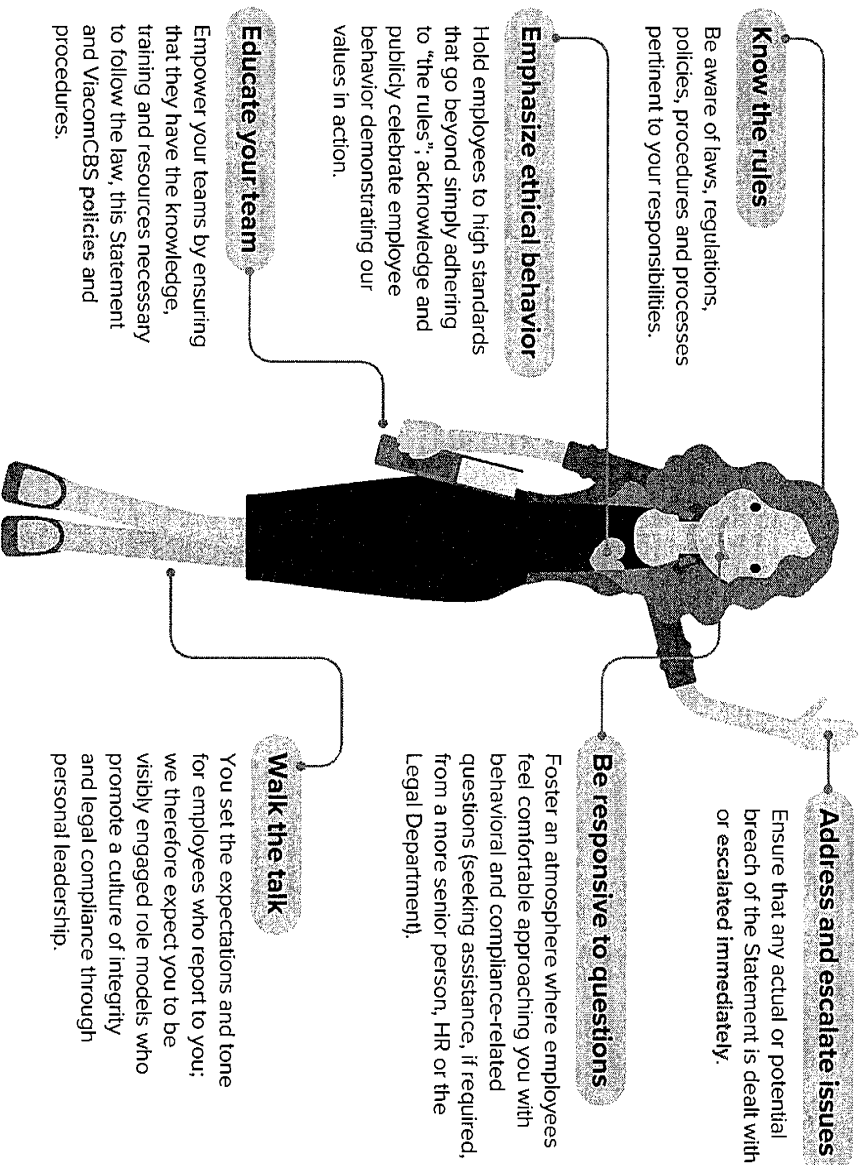 Know the rules
Be aware of laws, regulations,
policies, procedures and processes
pertinent to your responsibilities.
Emphasize ethical behavior
Hold employees to high standards
that go beyond simply adhering
to "the rules"; acknowledge and
publicly celebrate employee
behavior demonstrating our
values in action.
Educate your team
Empower your teams by ensuring
that they have the knowledge,
training and resources necessary
to follow the law, this Statement
and ViacomCBS policies and
procedures.
Address and escalate issues
Ensure that any actual or potential
breach of the Statement is dealt with
or escalated immediately.
Be responsive to questions
Foster an atmosphere where employees
feel comfortable approaching you with
behavioral and compliance-related
questions (seeking assistance, if required,
from a more senior person, HR or the
Legal Department).
Walk the talk
You set the expectations and tone
for employees who report to you;
we therefore expect you to be
visibly engaged role models who
promote a culture of integrity
and legal compliance through
personal leadership.